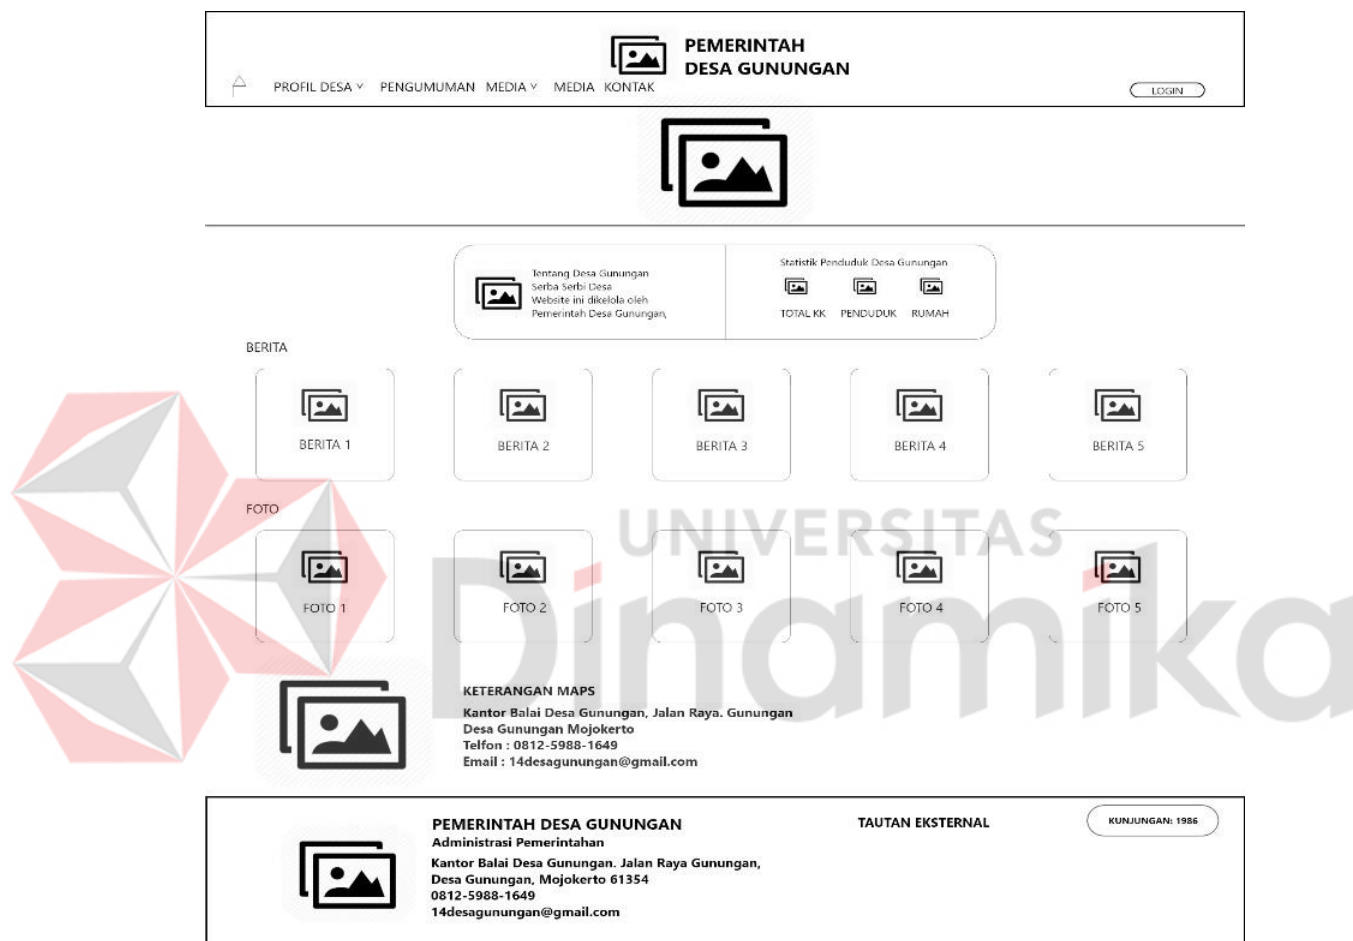 PEMERINTAH
DESA GUNUNGAN
PROFIL DESA ˅ PENGUMUMAN MEDIA ˅ MEDIA KONTAK
LOGIN
Tentang Desa Gunungan
Serba Serbi Desa
Website ini dikelola oleh
Pemerintah Desa Gunungan,
Statistik Penduduk Desa Gunungan
TOTAL KK PENDUDUK RUMAH
BERITA
BERITA 1 BERITA 2 BERITA 3 BERITA 4 BERITA 5
FOTO
FOTO 1 FOTO 2 FOTO 3 FOTO 4 FOTO 5
UNIVERSITAS
Dinamika
KETERANGAN MAPS
Kantor Balai Desa Gunungan, Jalan Raya. Gunungan
Desa Gunungan Mojokerto
Telfon : 0812-5988-1649
Email : 14desagunungan@gmail.com
PEMERINTAH DESA GUNUNGAN
Administrasi Pemerintahan
Kantor Balai Desa Gunungan. Jalan Raya Gunungan,
Desa Gunungan, Mojokerto 61354
0812-5988-1649
14desagunungan@gmail.com
TAUTAN EKSTERNAL
KUNJUNGAN: 1986